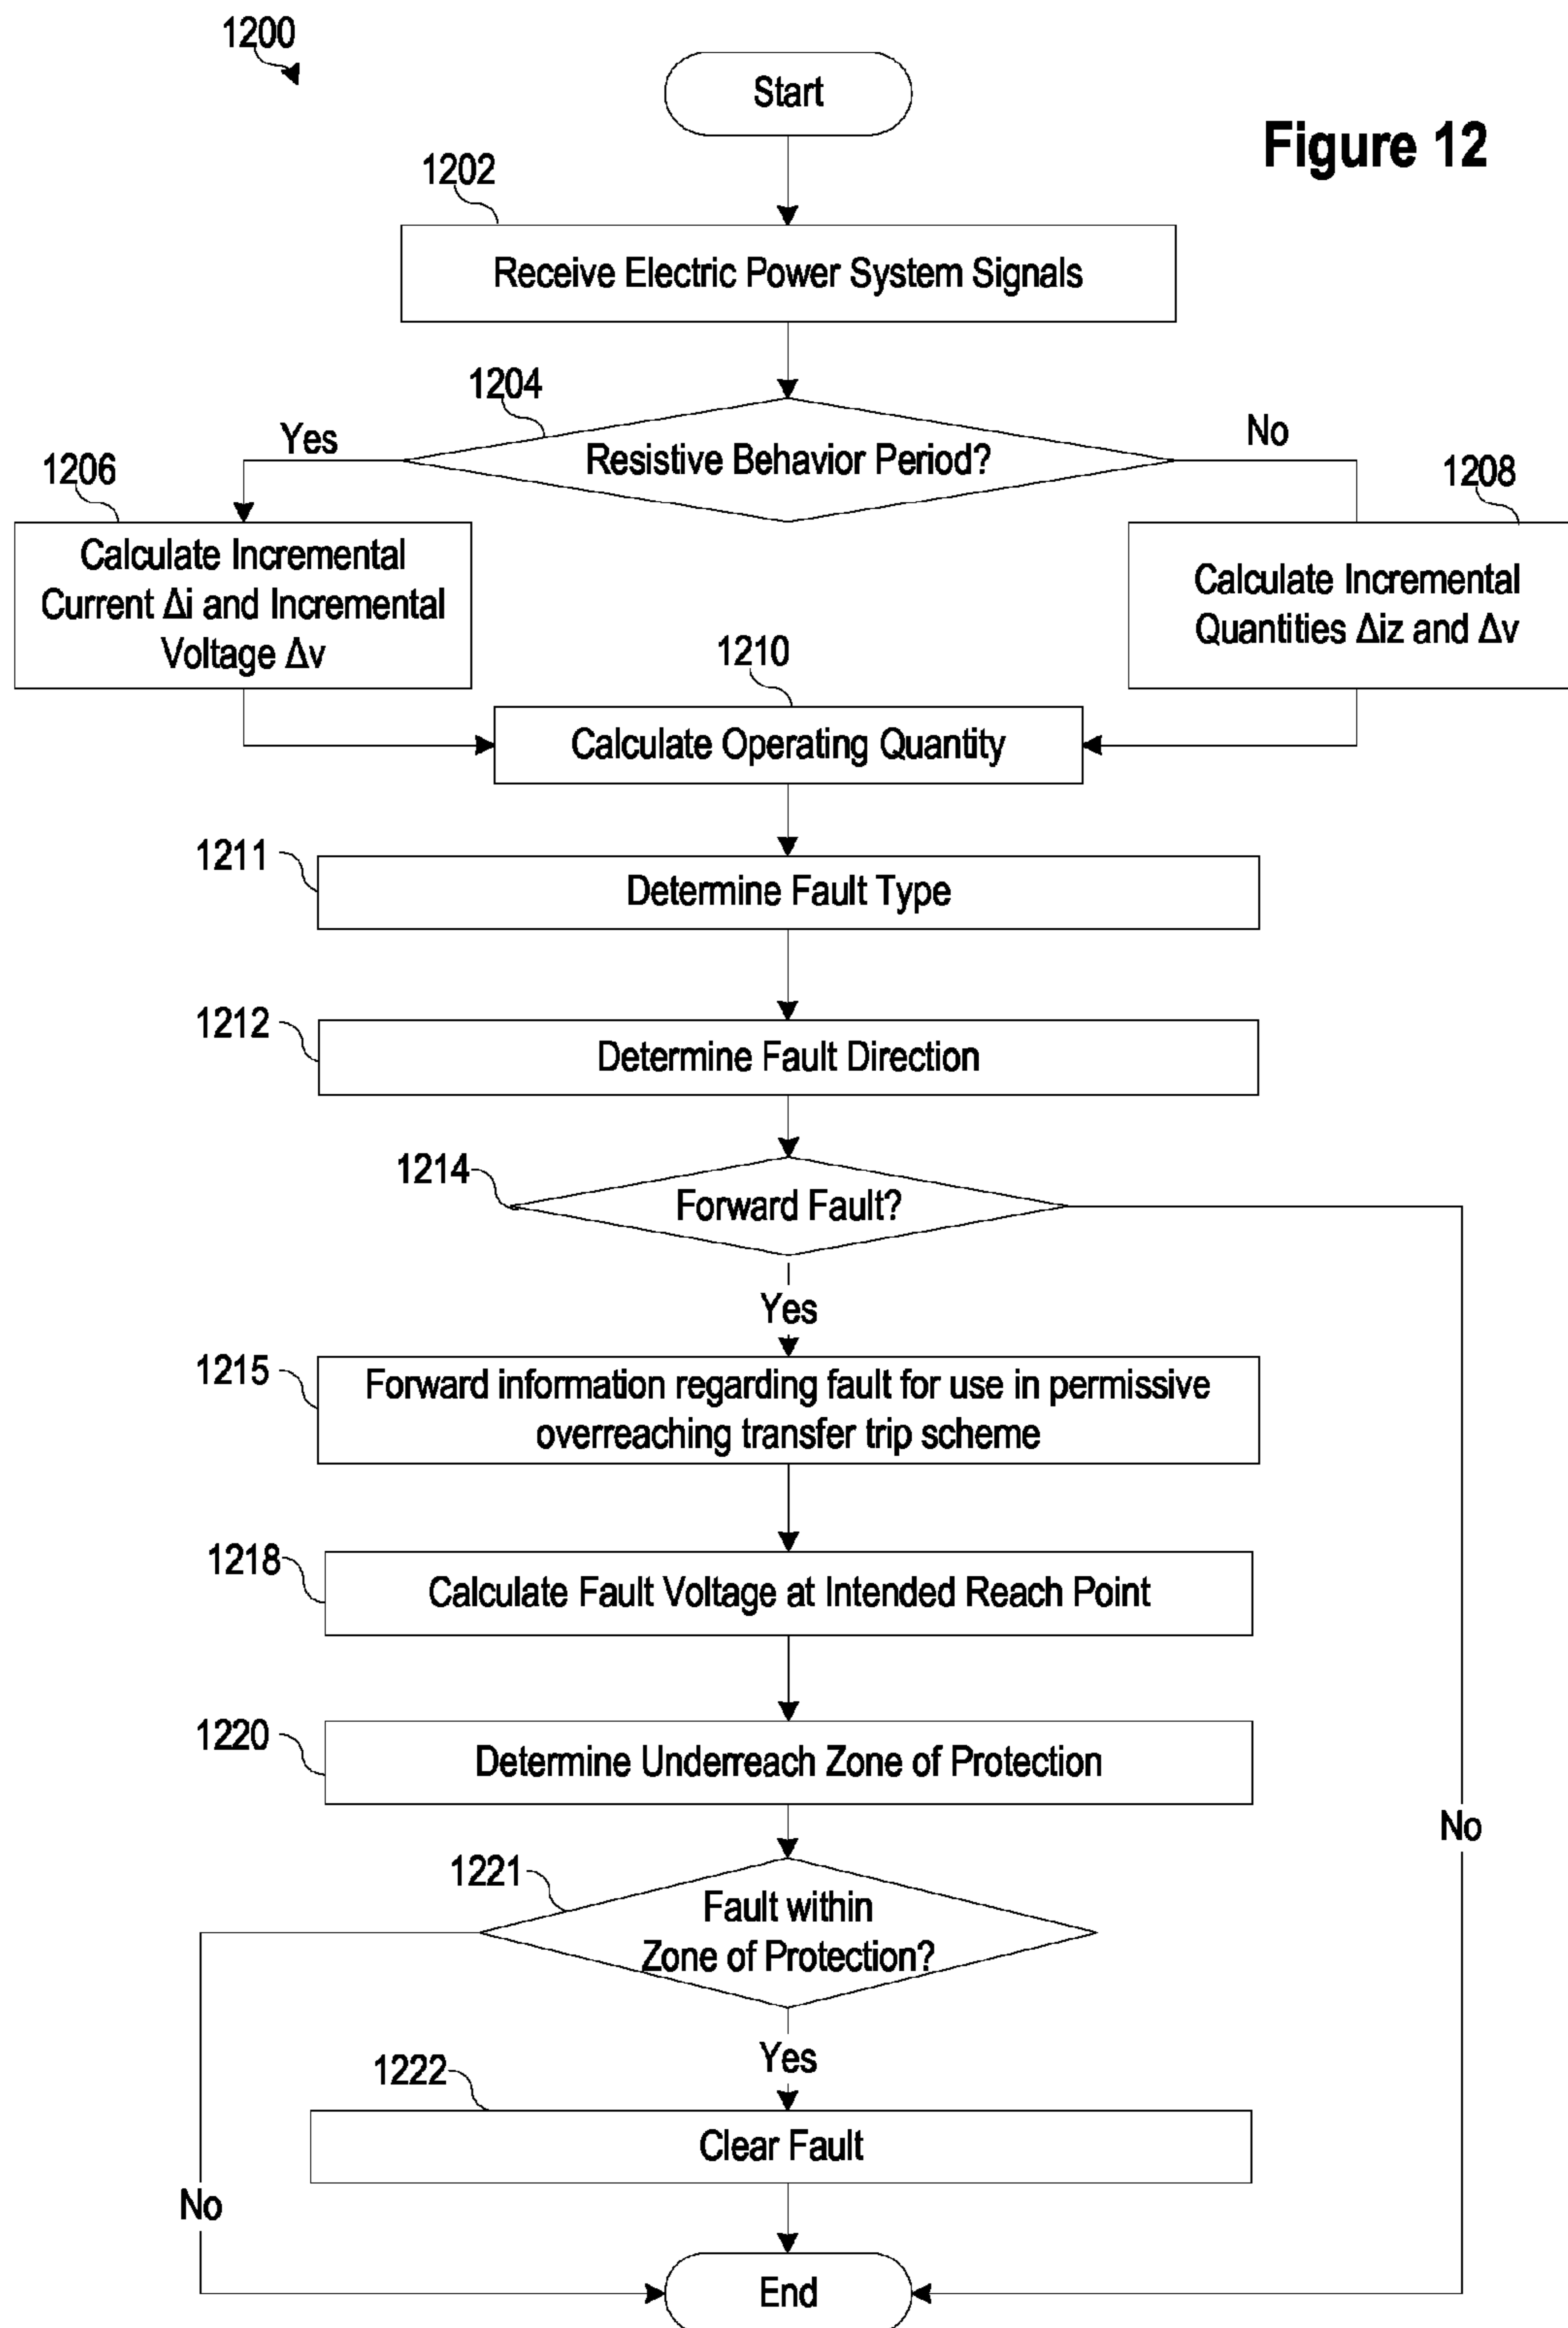 1200
Start
Figure 12
1202
Receive Electric Power System Signals
1204
Resistive Behavior Period?
Yes
No
1206
Calculate Incremental
Current Δi and Incremental
Voltage Δv
1208
Calculate Incremental
Quantities Δiz and Δv
1210
Calculate Operating Quantity
1211
Determine Fault Type
1212
Determine Fault Direction
1214
Forward Fault?
Yes
1215
Forward information regarding fault for use in permissive
overreaching transfer trip scheme
1218
Calculate Fault Voltage at Intended Reach Point
1220
Determine Underreach Zone of Protection
No
1221
Fault within
Zone of Protection?
Yes
1222
Clear Fault
No
End